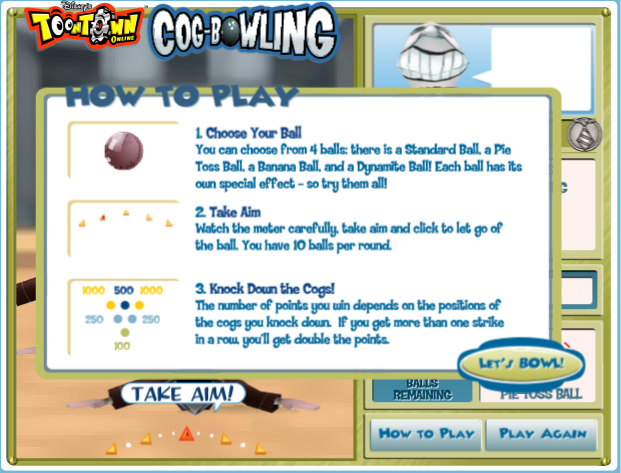 Disney's
TOONTOWN
ONLINE
COG-BOWLING
HOW TO PLAY
1. Choose Your Ball
You can choose from 4 balls: there is a Standard Ball, a Pie
Toss Ball, a Banana Ball, and a Dynamite Ball! Each ball has its
own special effect - so try them all!
2. Take Aim
Watch the meter carefully, take aim and click to let go of
the ball. You have 10 balls per round.
1000 500 1000
250 250
100
3. Knock Down the Cogs!
The number of points you win depends on the positions of
the cogs you knock down. If you get more than one strike
in a row, you'll get double the points.
LET'S BOWL!
TAKE AIM!
BALLS
REMAINING
PIE TOSS BALL
HOW TO PLAY
PLAY AGAIN